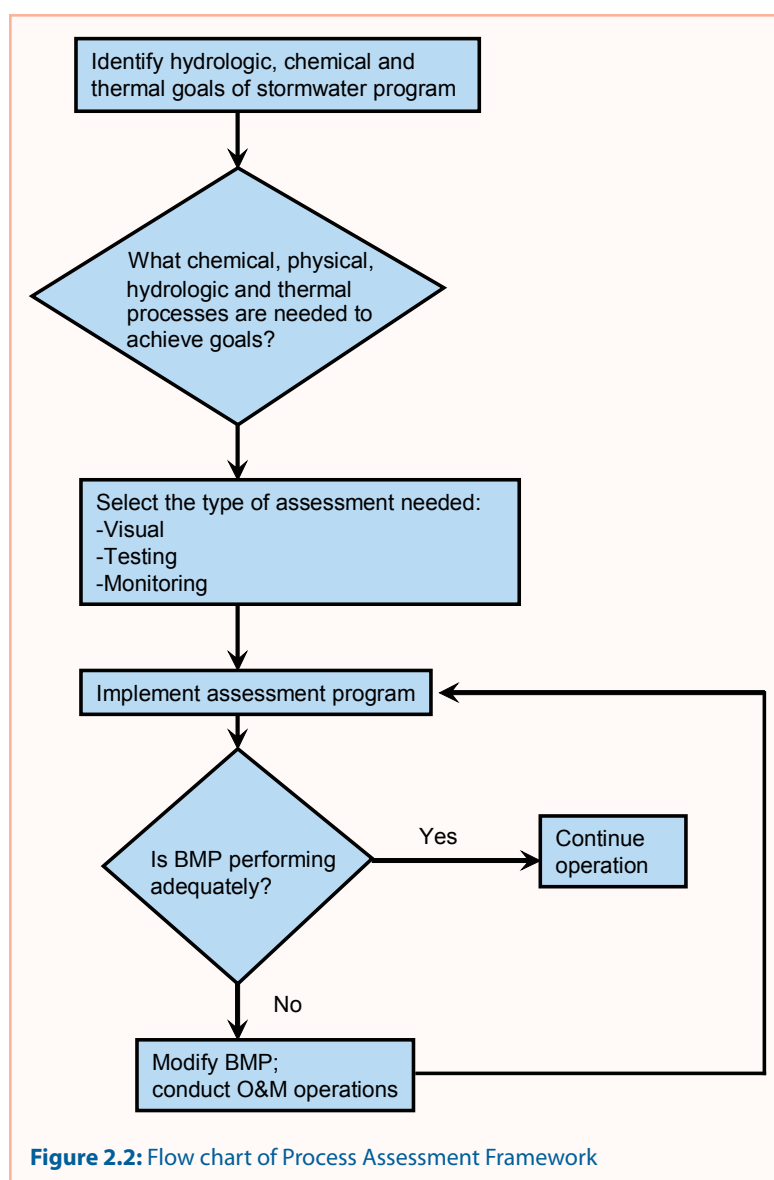 Identify hydrologic, chemical and
thermal goals of stormwater program
What chemical, physical,
hydrologic and thermal
processes are needed to
achieve goals?
Select the type of assessment needed:
-Visual
-Testing
-Monitoring
Implement assessment program
Is BMP performing
adequately?
Yes
Continue
operation
No
Modify BMP;
conduct O&M operations
Figure 2.2: Flow chart of Process Assessment Framework